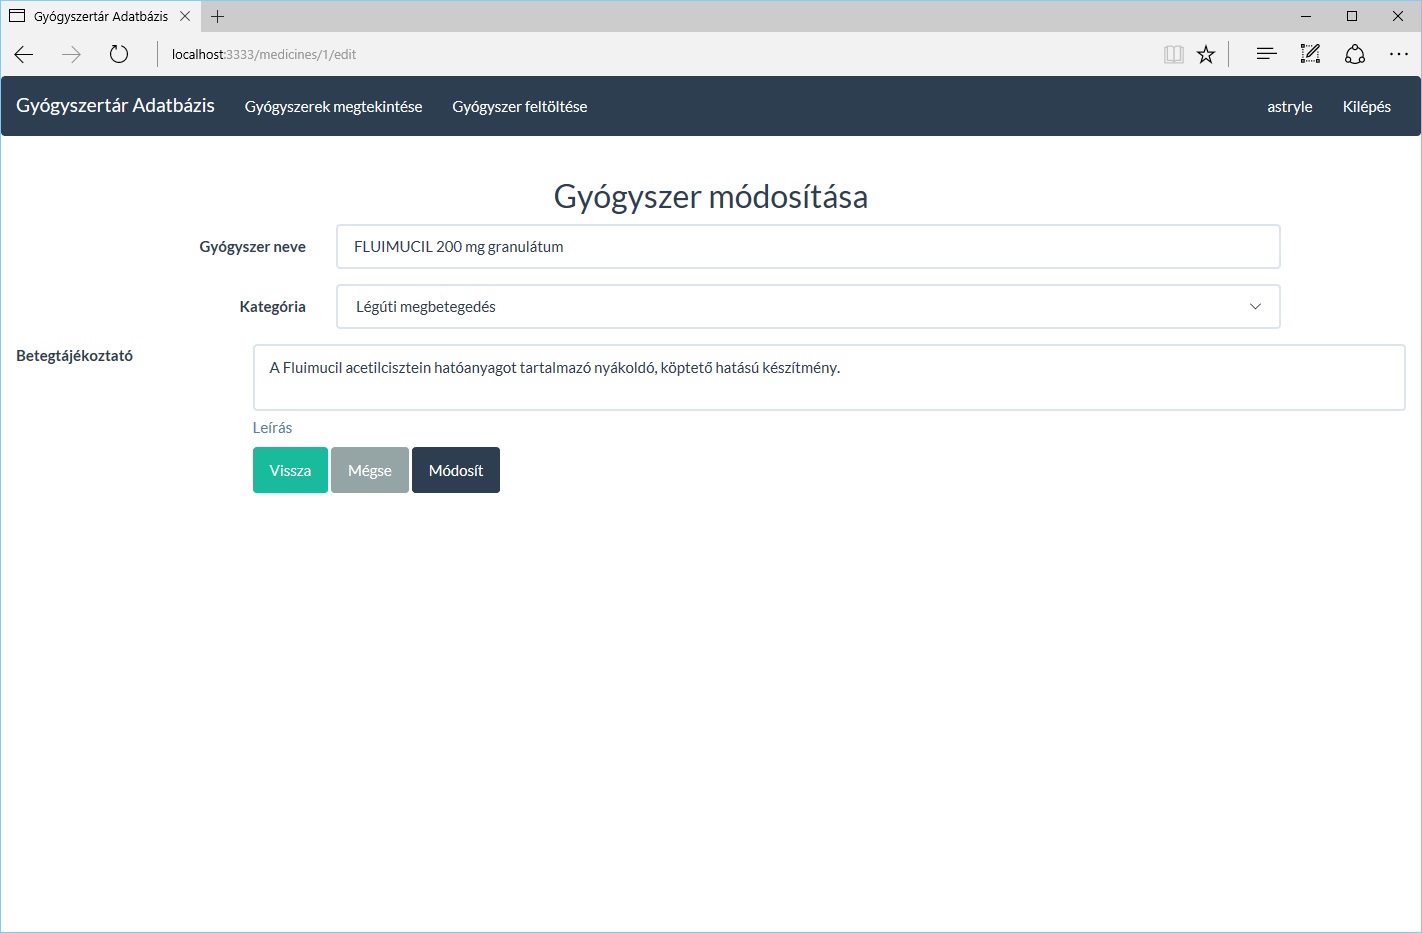 Gyógyszertár Adatbázis
localhost:3333/medicines/1/edit
Gyógyszertár Adatbázis Gyógyszerek megtekintése Gyógyszer feltöltése astryle Kilépés
Gyógyszer módosítása
Gyógyszer neve FLUIMUCIL 200 mg granulátum
Kategória Légúti megbetegedés
Betegtájékoztató A Fluimucil acetilcisztein hatóanyagot tartalmazó nyákoldó, köptető hatású készítmény.
Leírás
Vissza Mégse Módosít